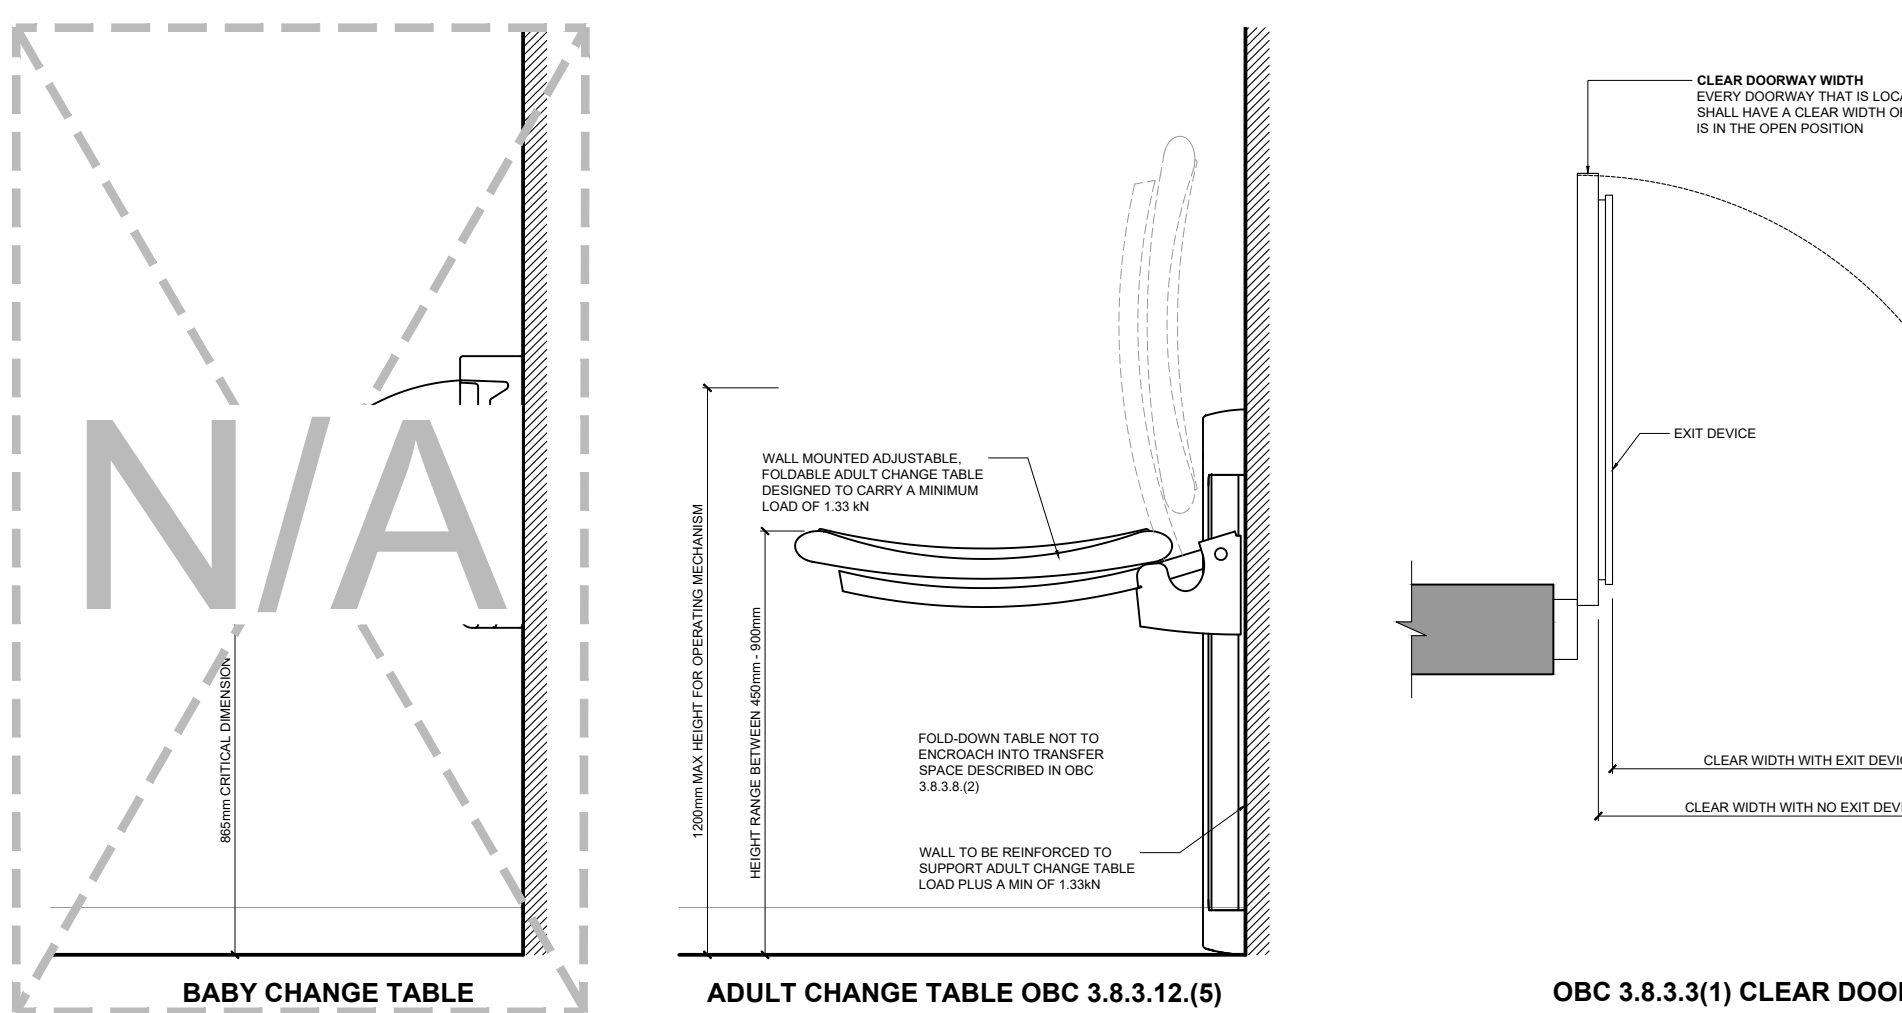 N/A
865mm CRITICAL DIMENSION
BABY CHANGE TABLE
WALL MOUNTED ADJUSTABLE,
FOLDABLE ADULT CHANGE TABLE
DESIGNED TO CARRY A MINIMUM
LOAD OF 1.33 kN
1200mm MAX HEIGHT FOR OPERATING MECHANISM
HEIGHT RANGE BETWEEN 450mm - 900mm
FOLD-DOWN TABLE NOT TO
ENCROACH INTO TRANSFER
SPACE DESCRIBED IN OBC
3.8.3.8.(2)
WALL TO BE REINFORCED TO
SUPPORT ADULT CHANGE TABLE
LOAD PLUS A MIN OF 1.33kN
ADULT CHANGE TABLE OBC 3.8.3.12.(5)
CLEAR DOORWAY WIDTH
EVERY DOORWAY THAT IS
SHALL HAVE A CLEAR WIDTH
IS IN THE OPEN POSITION
EXIT DEVICE
CLEAR WIDTH WITH EXIT
CLEAR WIDTH WITH NO EXIT
OBC 3.8.3.3(1) CLEAR